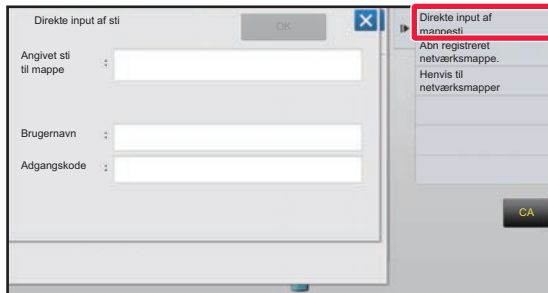 Direkte input af sti
OK
Angivet sti
til mappe :
Brugernavn :
Adgangskode :
Direkte input af
mappesti
Åbn registreret
netværksmappe.
Henvis til
netværksmapper
CA